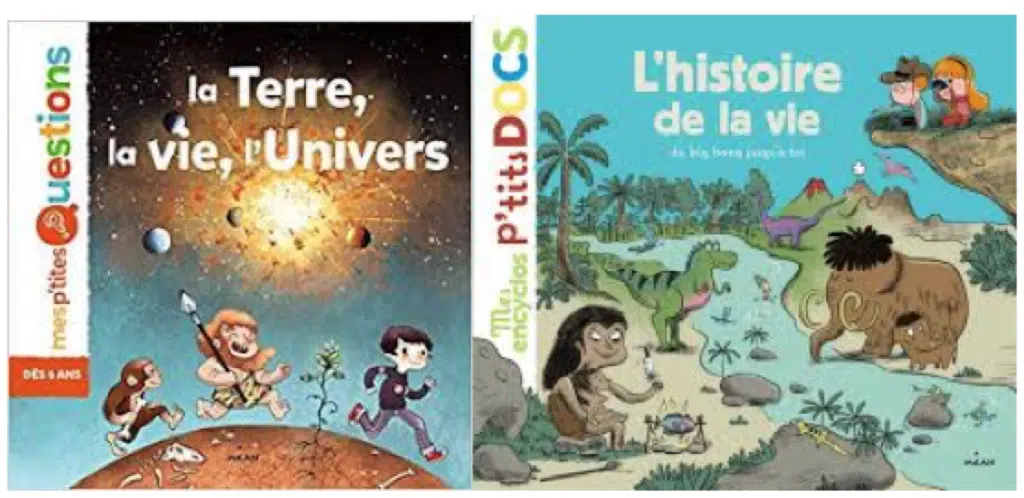 mes p'tites Questions
DÈS 6 ANS
la Terre,
la vie, l'Univers
MILAN
Mes
encyclos p'tits DOCS
L'histoire
de la vie
du big bang jusqu'à toi
MILAN